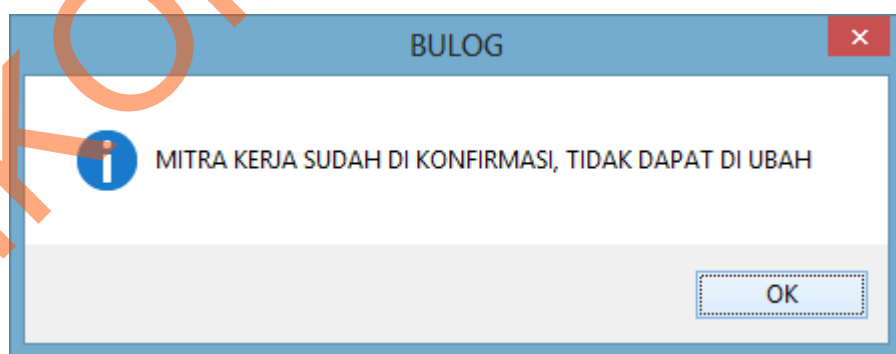 BULOG
MITRA KERJA SUDAH DI KONFIRMASI, TIDAK DAPAT DI UBAH
OK